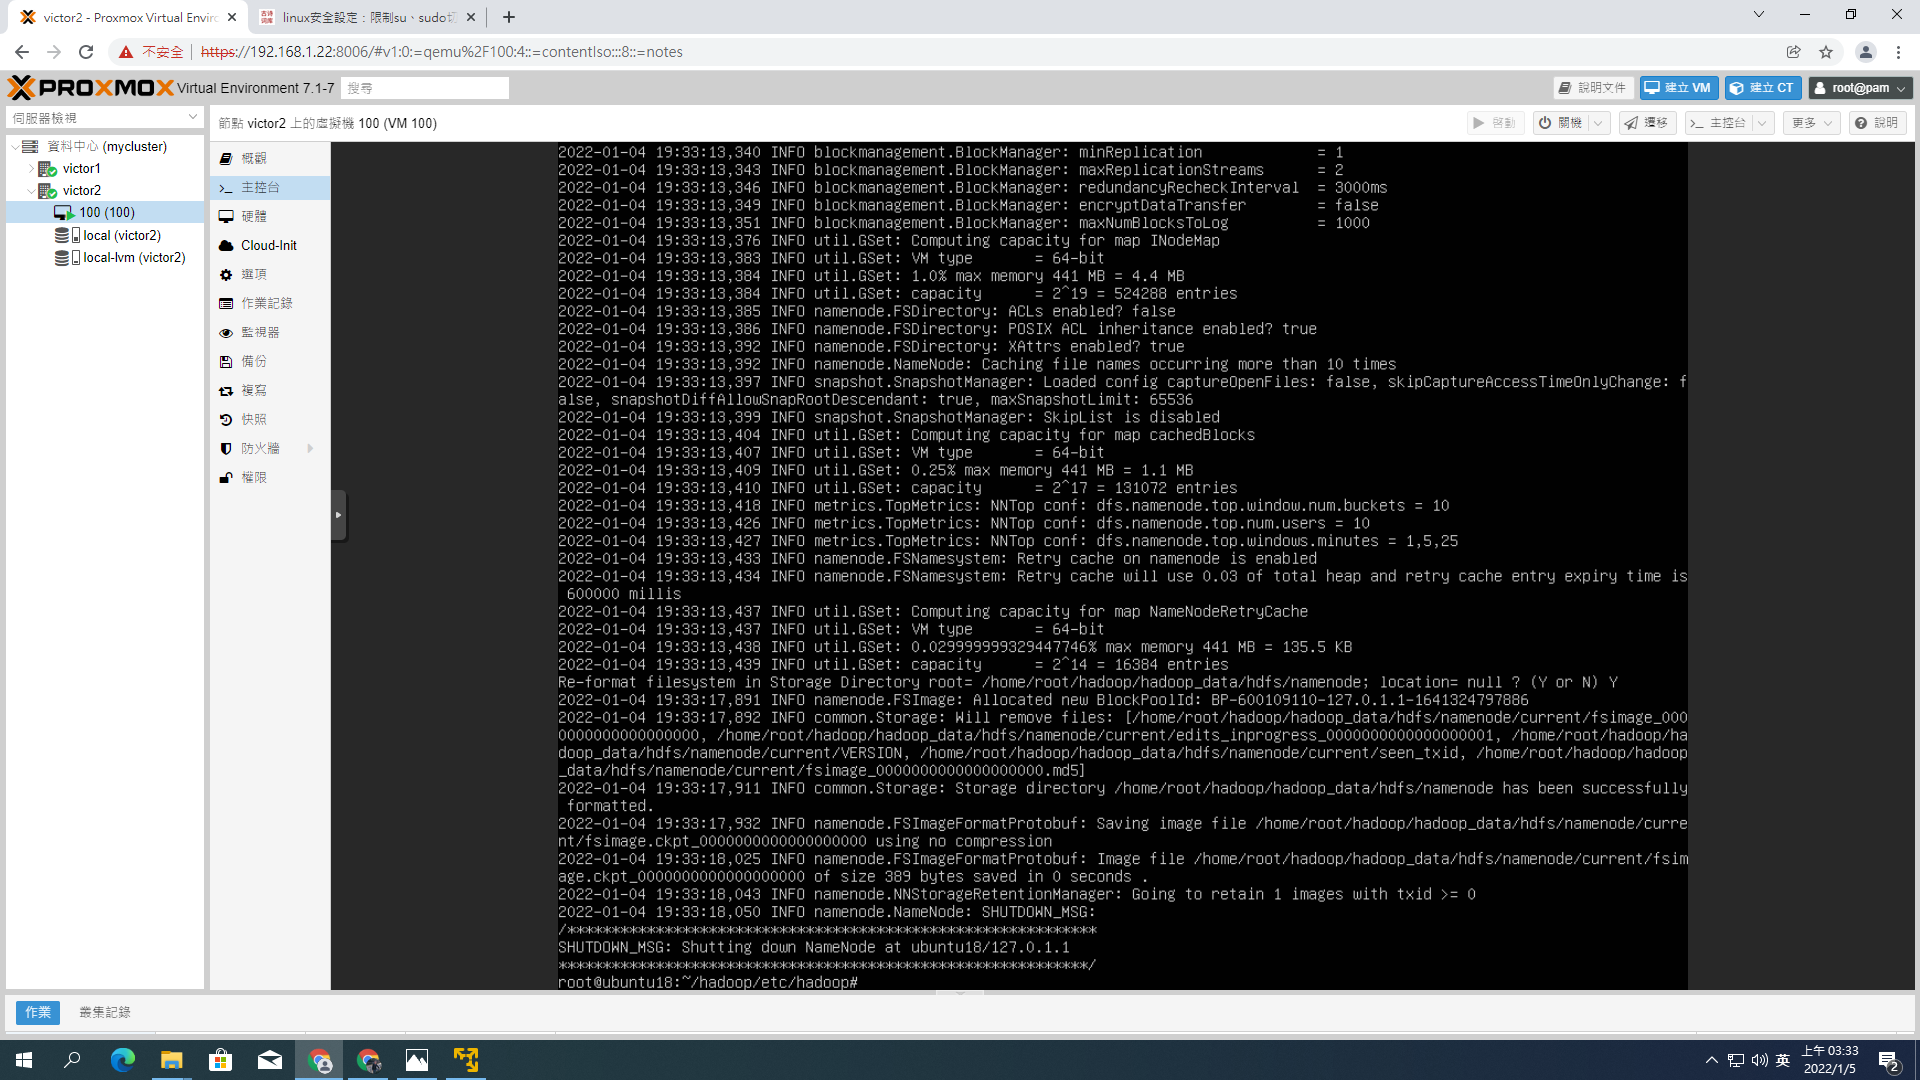 victor2 - Proxmox Virtual Enviro
linux安全設定：限制su、sudo切
不安全
https://192.168.1.22:8006/#v1:0:=qemu%2F100:4::=contentIso:::8::=notes
PROXMOX Virtual Environment 7.1-7
搜尋
說明文件
建立 VM
建立 CT
root@pam
伺服器檢視
節點 victor2 上的虛擬機 100 (VM 100)
啓動
關機
遷移
主控台
更多
說明
資料中心 (mycluster)
victor1
victor2
100 (100)
local (victor2)
local-lvm (victor2)
概觀
主控台
硬體
Cloud-Init
選項
作業記錄
監視器
備份
複寫
快照
防火牆
權限
2022-01-04 19:33:13,340 INFO blockmanagement.BlockManager: minReplication = 1
2022-01-04 19:33:13,343 INFO blockmanagement.BlockManager: maxReplicationStreams = 2
2022-01-04 19:33:13,346 INFO blockmanagement.BlockManager: redundancyRecheckInterval = 3000ms
2022-01-04 19:33:13,349 INFO blockmanagement.BlockManager: encryptDataTransfer = false
2022-01-04 19:33:13,351 INFO blockmanagement.BlockManager: maxNumBlocksToLog = 1000
2022-01-04 19:33:13,376 INFO util.GSet: Computing capacity for map INodeMap
2022-01-04 19:33:13,383 INFO util.GSet: VM type = 64-bit
2022-01-04 19:33:13,384 INFO util.GSet: 1.0% max memory 441 MB = 4.4 MB
2022-01-04 19:33:13,384 INFO util.GSet: capacity = 2^19 = 524288 entries
2022-01-04 19:33:13,385 INFO namenode.FSDirectory: ACLs enabled? false
2022-01-04 19:33:13,386 INFO namenode.FSDirectory: POSIX ACL inheritance enabled? true
2022-01-04 19:33:13,392 INFO namenode.FSDirectory: XAttrs enabled? true
2022-01-04 19:33:13,392 INFO namenode.NameNode: Caching file names occurring more than 10 times
2022-01-04 19:33:13,397 INFO snapshot.SnapshotManager: Loaded config captureOpenFiles: false, skipCaptureAccessTimeOnlyChange: f
alse, snapshotDiffAllowSnapRootDescendant: true, maxSnapshotLimit: 65536
2022-01-04 19:33:13,399 INFO snapshot.SnapshotManager: SkipList is disabled
2022-01-04 19:33:13,404 INFO util.GSet: Computing capacity for map cachedBlocks
2022-01-04 19:33:13,407 INFO util.GSet: VM type = 64-bit
2022-01-04 19:33:13,409 INFO util.GSet: 0.25% max memory 441 MB = 1.1 MB
2022-01-04 19:33:13,410 INFO util.GSet: capacity = 2^17 = 131072 entries
2022-01-04 19:33:13,418 INFO metrics.TopMetrics: NNTop conf: dfs.namenode.top.window.num.buckets = 10
2022-01-04 19:33:13,426 INFO metrics.TopMetrics: NNTop conf: dfs.namenode.top.num.users = 10
2022-01-04 19:33:13,427 INFO metrics.TopMetrics: NNTop conf: dfs.namenode.top.windows.minutes = 1,5,25
2022-01-04 19:33:13,433 INFO namenode.FSNamesystem: Retry cache on namenode is enabled
2022-01-04 19:33:13,434 INFO namenode.FSNamesystem: Retry cache will use 0.03 of total heap and retry cache entry expiry time is
600000 millis
2022-01-04 19:33:13,437 INFO util.GSet: Computing capacity for map NameNodeRetryCache
2022-01-04 19:33:13,437 INFO util.GSet: VM type = 64-bit
2022-01-04 19:33:13,438 INFO util.GSet: 0.029999999329447746% max memory 441 MB = 135.5 KB
2022-01-04 19:33:13,439 INFO util.GSet: capacity = 2^14 = 16384 entries
Re-format filesystem in Storage Directory root= /home/root/hadoop/hadoop_data/hdfs/namenode; location= null ? (Y or N) Y
2022-01-04 19:33:17,891 INFO namenode.FSImage: Allocated new BlockPoolId: BP-600109110-127.0.1.1-1641324797886
2022-01-04 19:33:17,892 INFO common.Storage: Will remove files: [/home/root/hadoop/hadoop_data/hdfs/namenode/current/fsimage_000
0000000000000000, /home/root/hadoop/hadoop_data/hdfs/namenode/current/edits_inprogress_0000000000000000001, /home/root/hadoop/ha
doop_data/hdfs/namenode/current/VERSION, /home/root/hadoop/hadoop_data/hdfs/namenode/current/seen_txid, /home/root/hadoop/hadoop
_data/hdfs/namenode/current/fsimage_0000000000000000000.md5]
2022-01-04 19:33:17,911 INFO common.Storage: Storage directory /home/root/hadoop/hadoop_data/hdfs/namenode has been successfully
formatted.
2022-01-04 19:33:17,932 INFO namenode.FSImageFormatProtobuf: Saving image file /home/root/hadoop/hadoop_data/hdfs/namenode/curre
nt/fsimage.ckpt_0000000000000000000 using no compression
2022-01-04 19:33:18,025 INFO namenode.FSImageFormatProtobuf: Image file /home/root/hadoop/hadoop_data/hdfs/namenode/current/fsim
age.ckpt_0000000000000000000 of size 389 bytes saved in 0 seconds .
2022-01-04 19:33:18,043 INFO namenode.NNStorageRetentionManager: Going to retain 1 images with txid >= 0
2022-01-04 19:33:18,050 INFO namenode.NameNode: SHUTDOWN_MSG:
/************************************************************
SHUTDOWN_MSG: Shutting down NameNode at ubuntu18/127.0.1.1
************************************************************/
root@ubuntu18:~/hadoop/etc/hadoop#
作業
叢集記錄
英
上午 03:33
2022/1/5
2